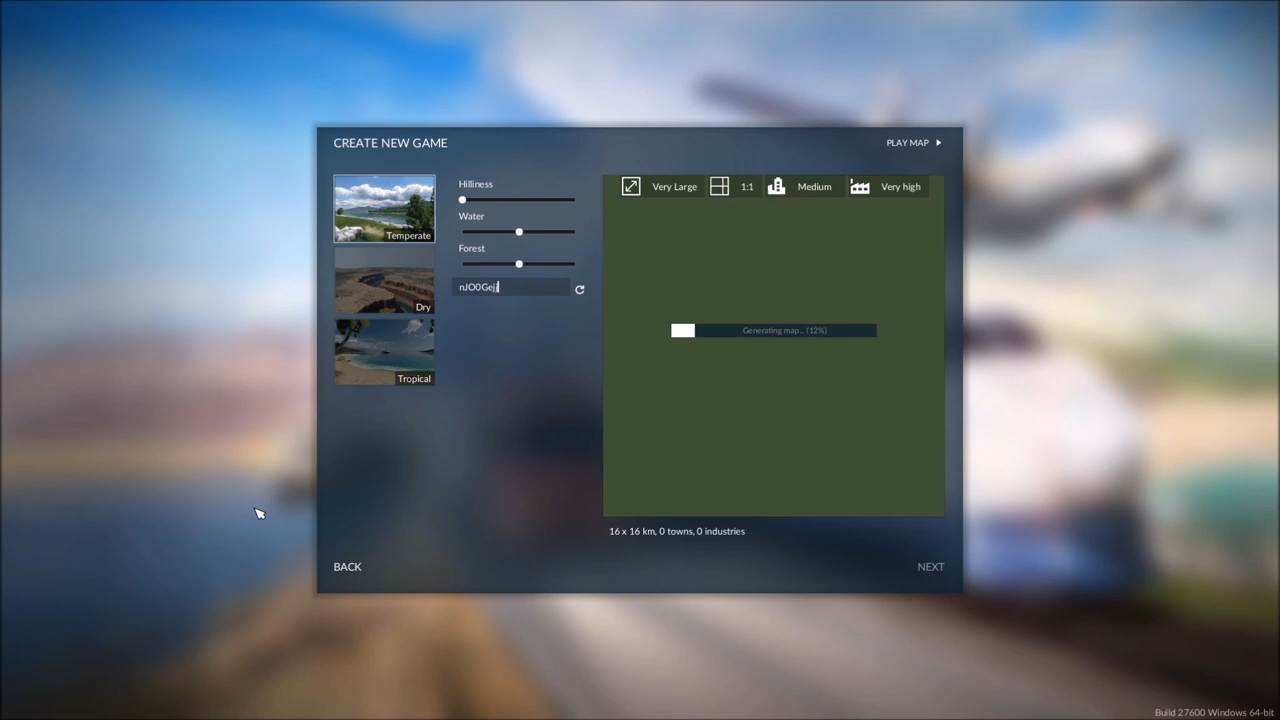 CREATE NEW GAME
PLAY MAP
Temperate
Dry
Tropical
Hilliness
Water
Forest
nJO0Gejj
Very Large
1:1
Medium
Very high
Generating map... (12%)
16 x 16 km, 0 towns, 0 industries
BACK
NEXT
Build 27600 Windows 64-bit